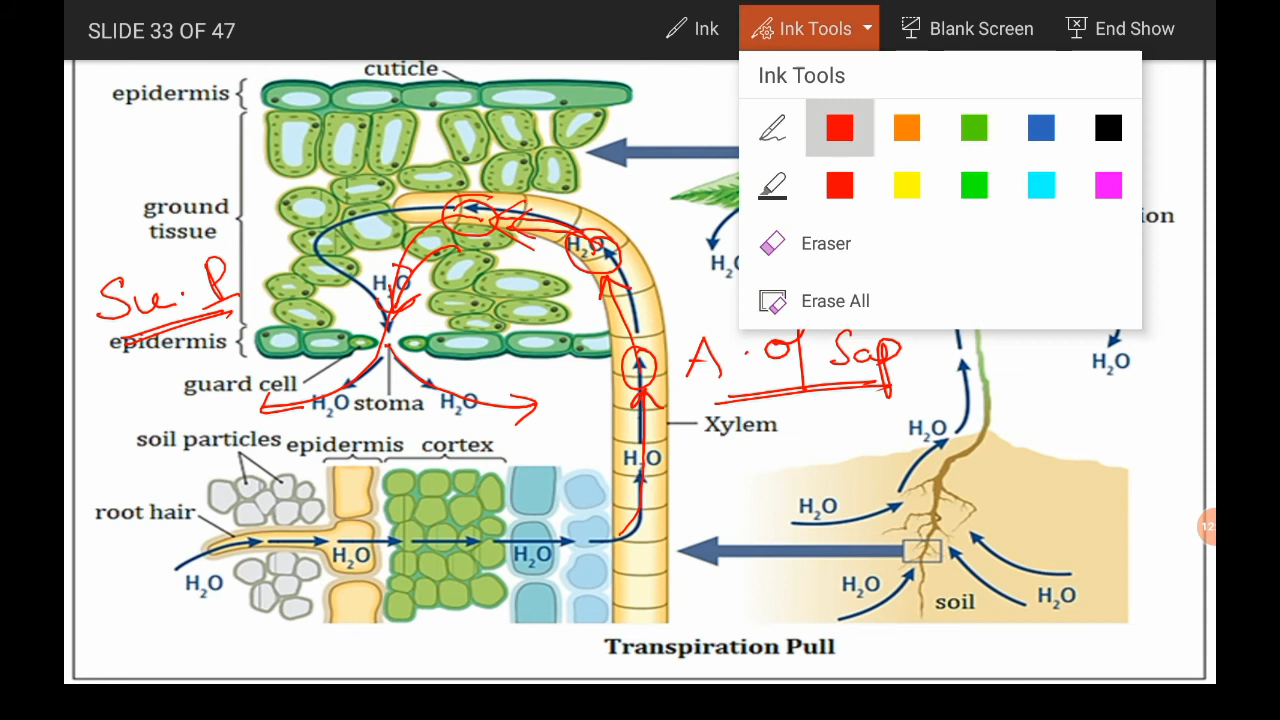 SLIDE 33 OF 47
Ink
Ink Tools
Blank Screen
End Show
Ink Tools
Eraser
Erase All
cuticle
epidermis
ground
tissue
H₂O
H₂O
Su. P
epidermis
guard cell
H₂O stoma H₂O
A. of Sap
Xylem
soil particles epidermis cortex
H₂O
root hair
H₂O
H₂O
H₂O
ion
H₂O
H₂O
H₂O
H₂O
H₂O
soil
H₂O
Transpiration Pull